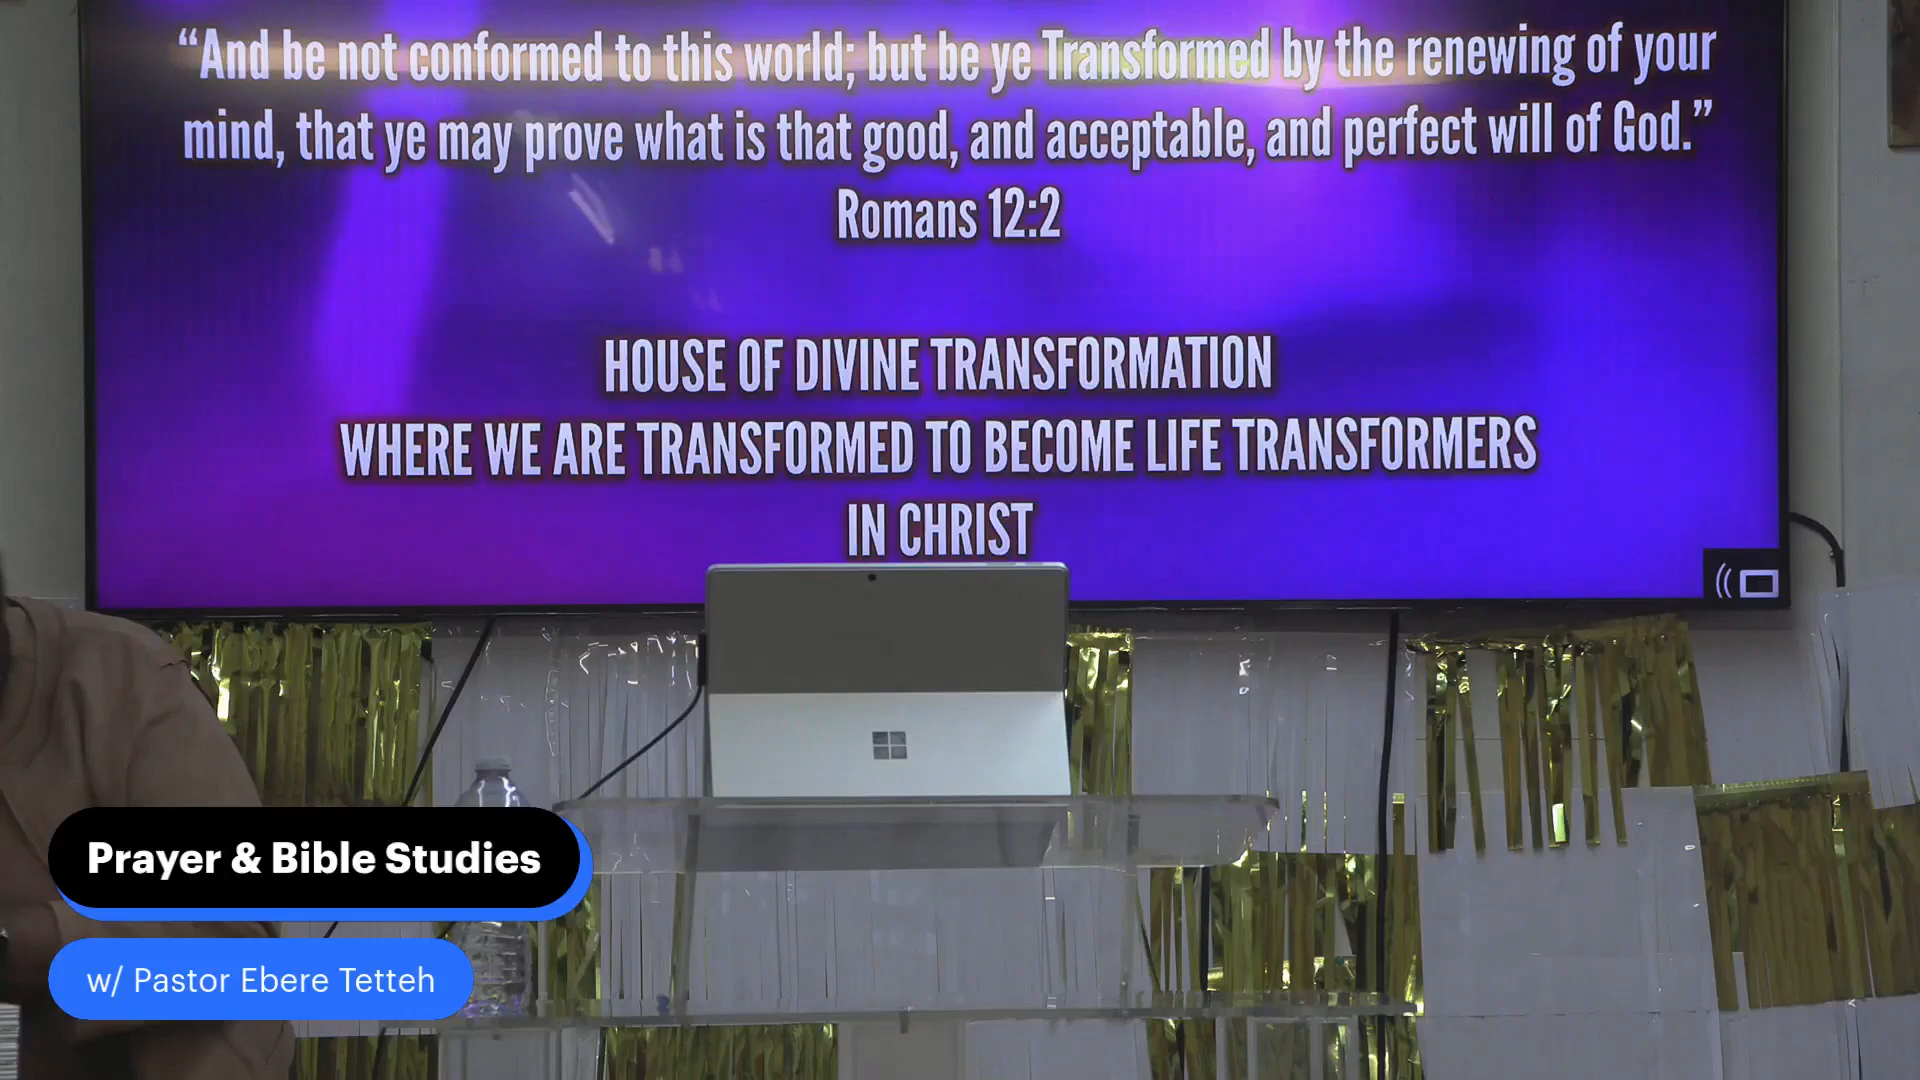 “And be not conformed to this world; but be ye Transformed by the renewing of your
mind, that ye may prove what is that good, and acceptable, and perfect will of God.”
Romans 12:2
HOUSE OF DIVINE TRANSFORMATION
WHERE WE ARE TRANSFORMED TO BECOME LIFE TRANSFORMERS
IN CHRIST
Prayer & Bible Studies
w/ Pastor Ebere Tetteh